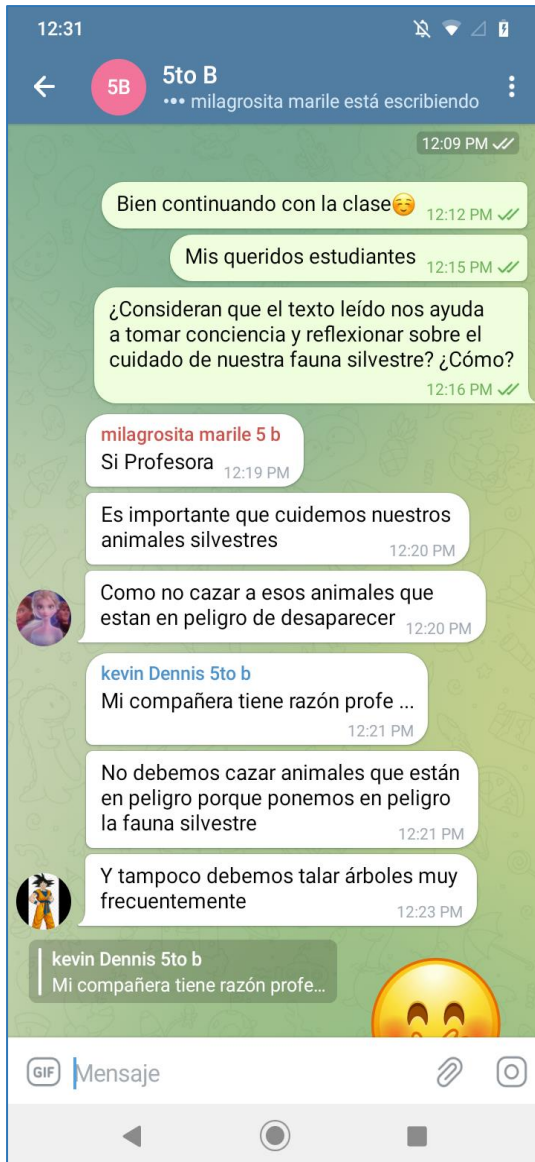 12:31
5B
5to B
••• milagrosita marile está escribiendo
12:09 PM
Bien continuando con la clase☺️ 12:12 PM
Mis queridos estudiantes 12:15 PM
¿Consideran que el texto leído nos ayuda
a tomar conciencia y reflexionar sobre el
cuidado de nuestra fauna silvestre? ¿Cómo?
12:16 PM
milagrosita marile 5 b
Si Profesora 12:19 PM
Es importante que cuidemos nuestros
animales silvestres 12:20 PM
Como no cazar a esos animales que
estan en peligro de desaparecer 12:20 PM
kevin Dennis 5to b
Mi compañera tiene razón profe ...
12:21 PM
No debemos cazar animales que están
en peligro porque ponemos en peligro
la fauna silvestre 12:21 PM
Y tampoco debemos talar árboles muy
frecuentemente 12:23 PM
kevin Dennis 5to b
Mi compañera tiene razón profe...
GIF Mensaje